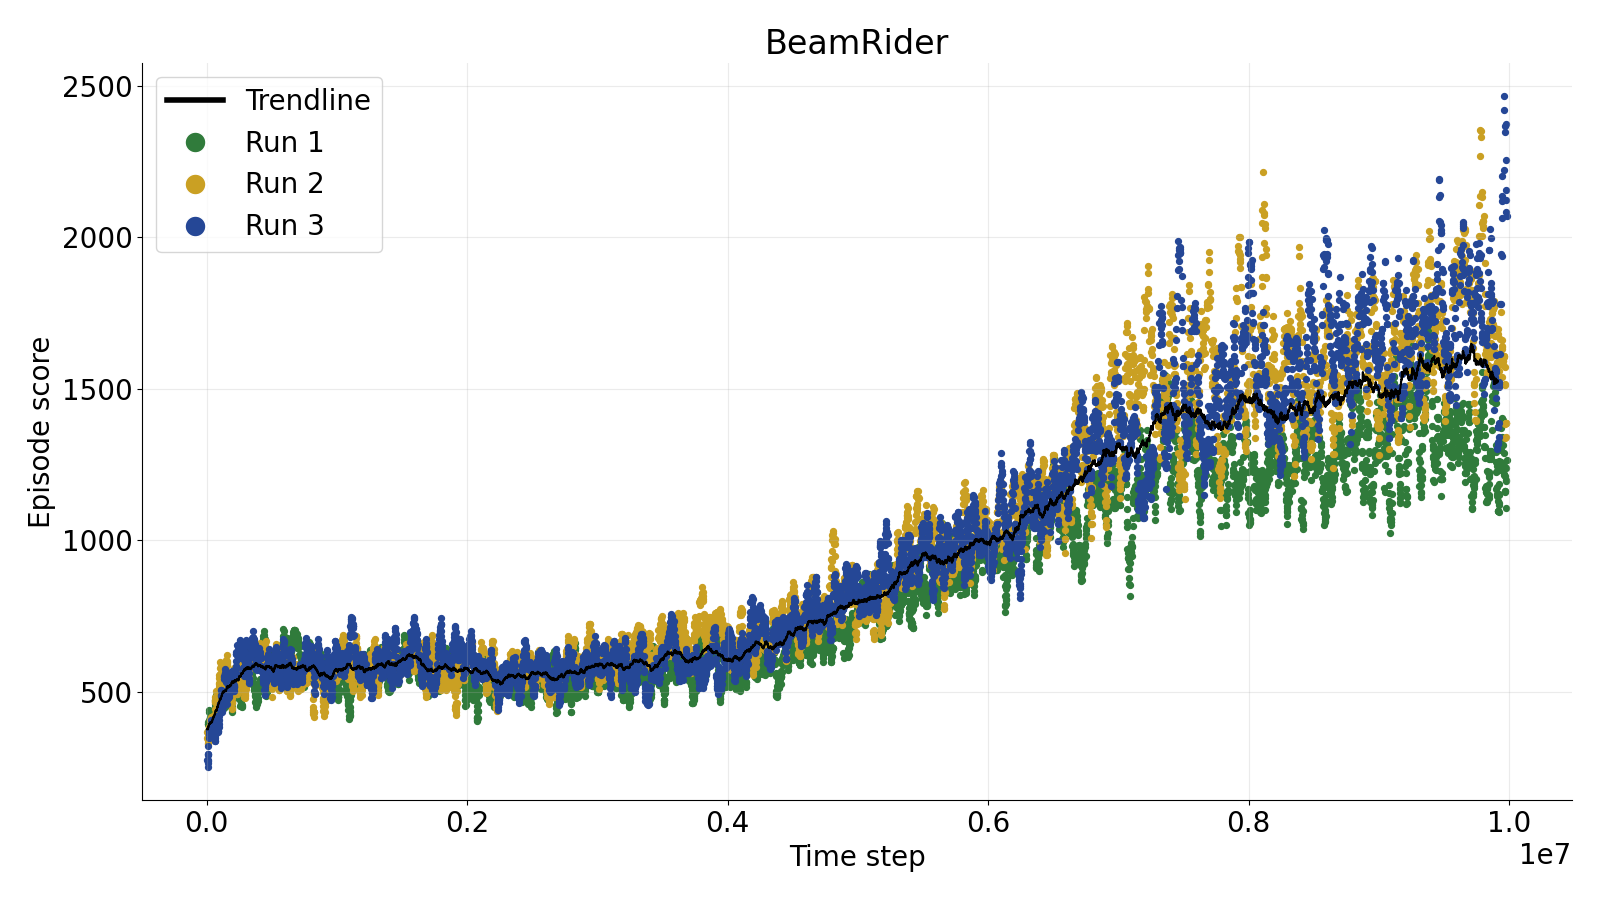 BeamRider
2500
2000
1500
1000
500
Episode score
Trendline
Run 1
Run 2
Run 3
0.0 0.2 0.4 0.6 0.8 1.0
Time step
1e7